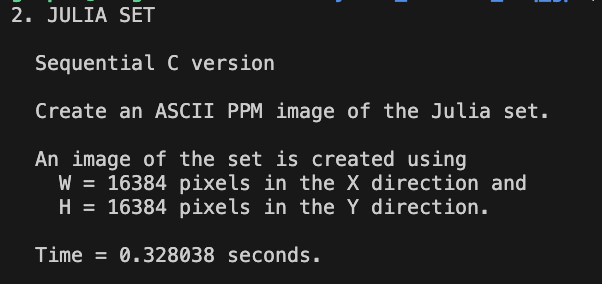 2. JULIA SET
Sequential C version
Create an ASCII PPM image of the Julia set.
An image of the set is created using
W = 16384 pixels in the X direction and
H = 16384 pixels in the Y direction.
Time = 0.328038 seconds.